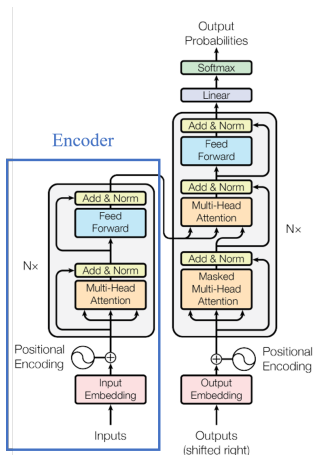 Output
Probabilities
Softmax
Linear
Add & Norm
Feed
Forward
Add & Norm
Multi-Head
Attention
Nx
Add & Norm
Masked
Multi-Head
Attention
Positional
Encoding
Output
Embedding
Outputs
(shifted right)
Encoder
Add & Norm
Feed
Forward
Nx
Add & Norm
Multi-Head
Attention
Positional
Encoding
Input
Embedding
Inputs